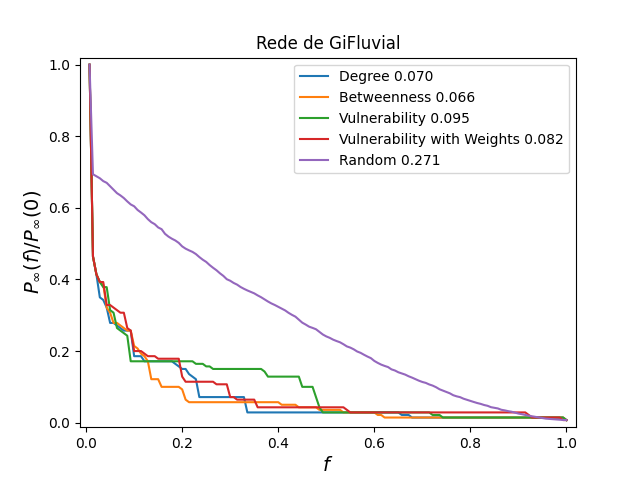 Rede de GiFluvial
P∞(f)/P∞(0)
1.0
0.8
0.6
0.4
0.2
0.0
Degree 0.070
Betweenness 0.066
Vulnerability 0.095
Vulnerability with Weights 0.082
Random 0.271
0.0 0.2 0.4 0.6 0.8 1.0
f